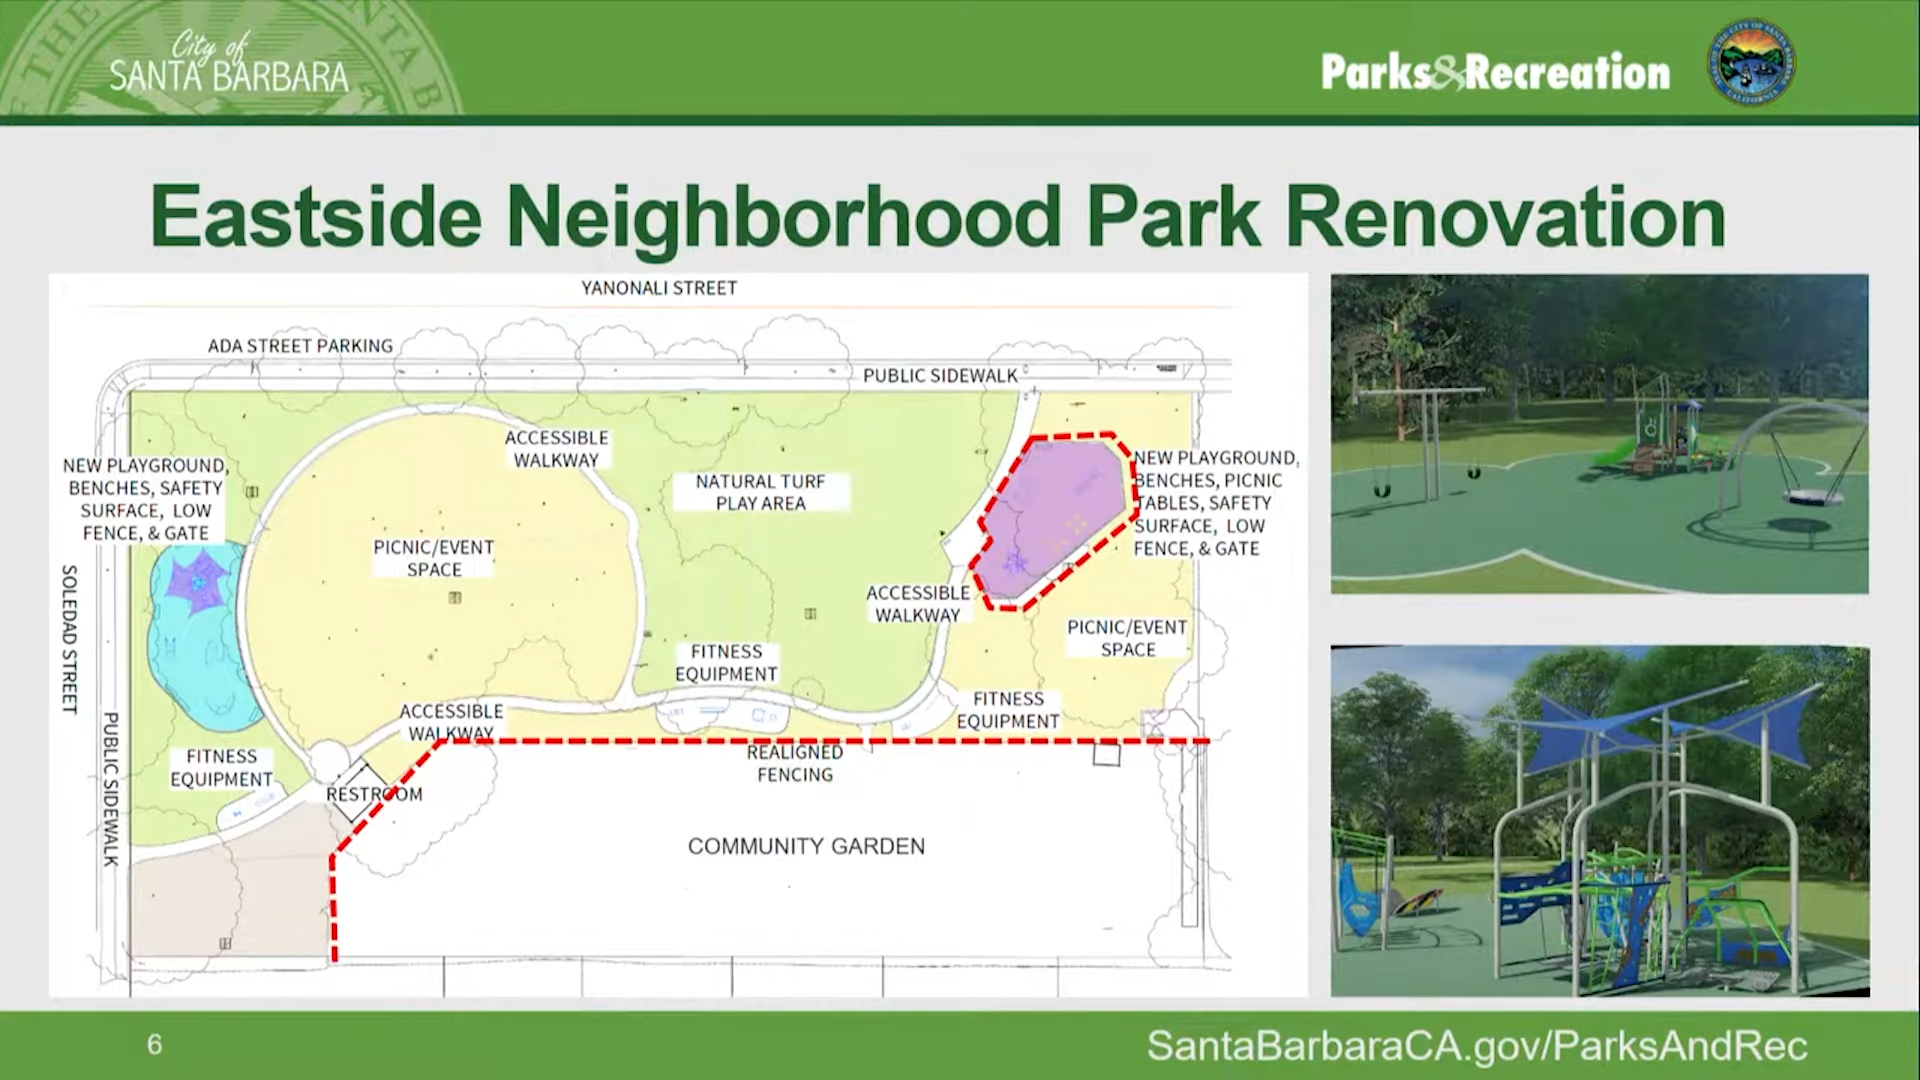 City of
SANTA BARBARA
Parks&Recreation
Eastside Neighborhood Park Renovation
YANONALI STREET
ADA STREET PARKING
PUBLIC SIDEWALK
ACCESSIBLE
WALKWAY
NEW PLAYGROUND,
BENCHES, SAFETY
SURFACE, LOW
FENCE, & GATE
NATURAL TURF
PLAY AREA
NEW PLAYGROUND,
BENCHES, PICNIC
TABLES, SAFETY
SURFACE, LOW
FENCE, & GATE
PICNIC/EVENT
SPACE
SOLEDAD STREET
ACCESSIBLE
WALKWAY
PICNIC/EVENT
SPACE
FITNESS
EQUIPMENT
FITNESS
EQUIPMENT
ACCESSIBLE
WALKWAY
PUBLIC SIDEWALK
FITNESS
EQUIPMENT
REALIGNED
FENCING
RESTROOM
COMMUNITY GARDEN
6
SantaBarbaraCA.gov/ParksAndRec